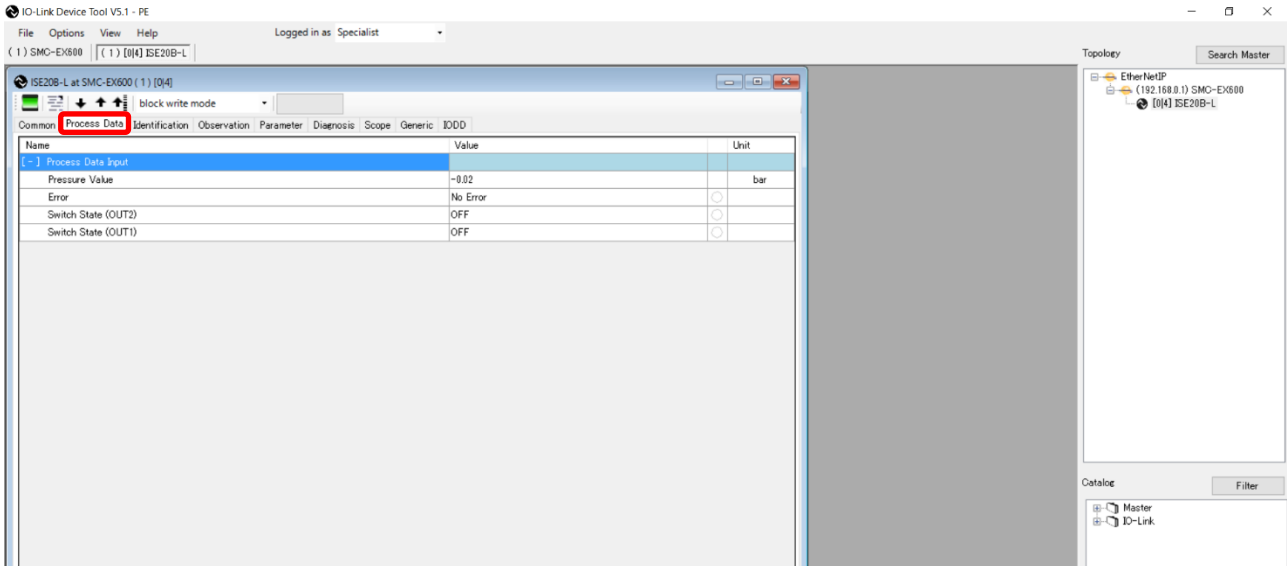 IO-Link Device Tool V5.1 - PE
File Options View Help Logged in as Specialist
( 1 ) SMC-EX600 ( 1 ) [0|4] ISE20B-L
Topology Search Master
EtherNetIP
(192.168.0.1) SMC-EX600
[0|4] ISE20B-L
ISE20B-L at SMC-EX600 ( 1 ) [0|4]
block write mode
Common Process Data Identification Observation Parameter Diagnosis Scope Generic IODD
Name Value Unit
[ - ] Process Data Input
Pressure Value -0.02 bar
Error No Error
Switch State (OUT2) OFF
Switch State (OUT1) OFF
Catalog Filter
Master
IO-Link